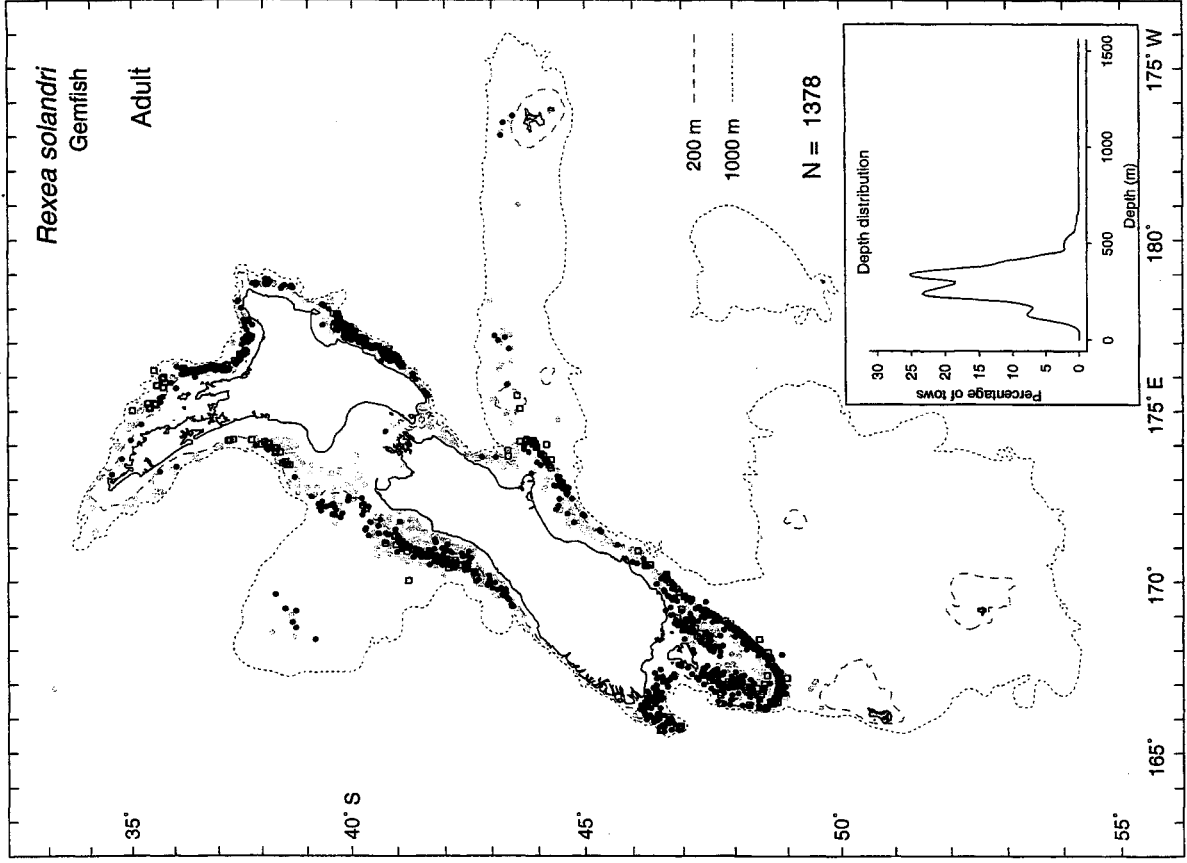 Rexea solandri
Gemfish
Adult
35°
40° S
45°
50°
55°
165°
170°
175° E
180°
175° W
200 m
1000 m
N = 1378
Depth distribution
Percentage of tows
30
25
20
15
10
5
0
0
500
1000
1500
Depth (m)